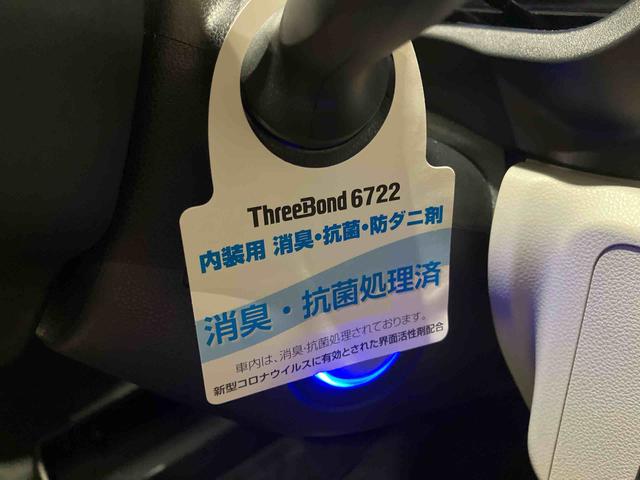 ThreeBond 6722
内装用 消臭・抗菌・防ダニ剤
消臭・抗菌処理済
車内は、消臭・抗菌処理されております。
新型コロナウイルスに有効とされた界面活性剤配合